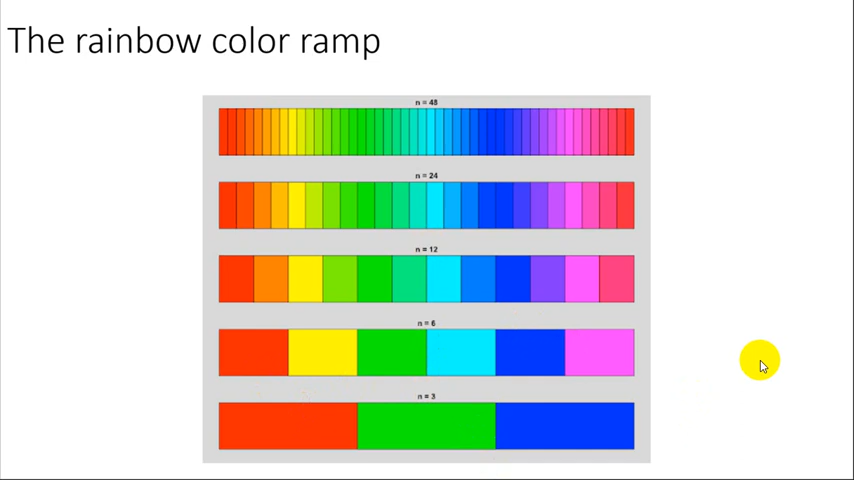 The rainbow color ramp
n = 48
n = 24
n = 12
n = 6
n = 3